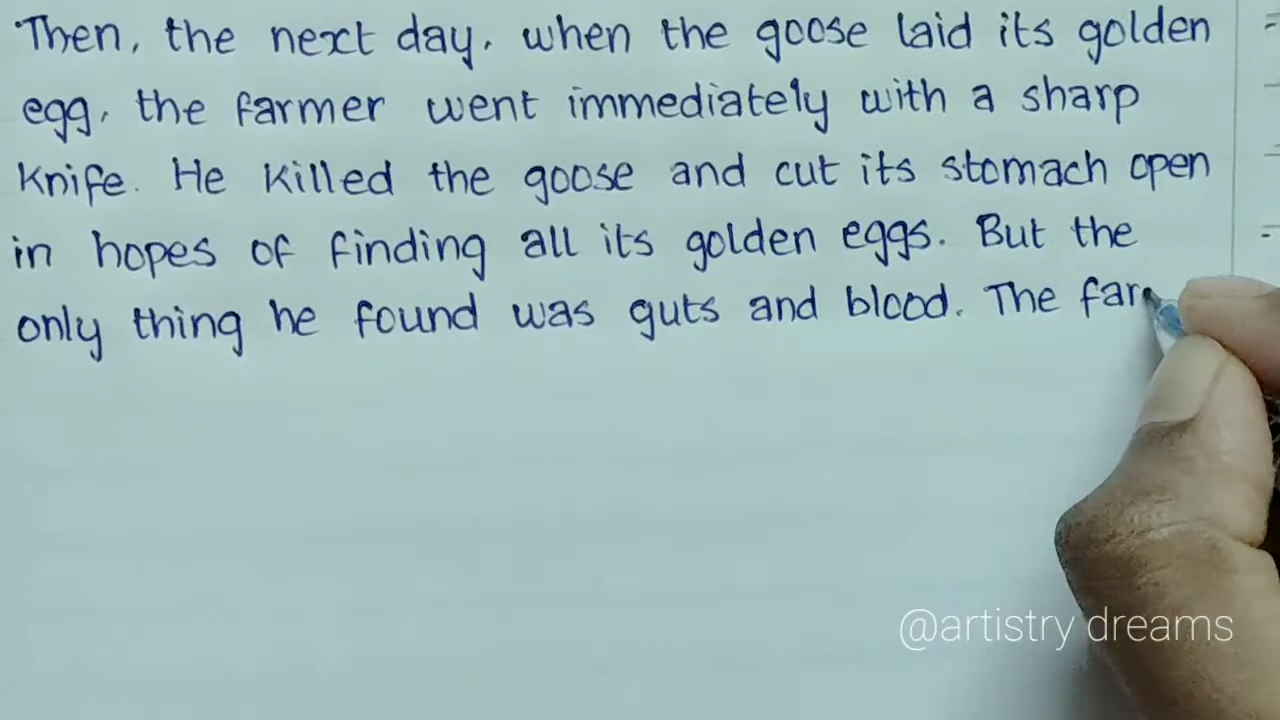 Then, the next day, when the goose laid its golden
egg, the farmer went immediately with a sharp
knife. He killed the goose and cut its stomach open
in hopes of finding all its golden eggs. But the
only thing he found was guts and blood. The far
@artistry dreams